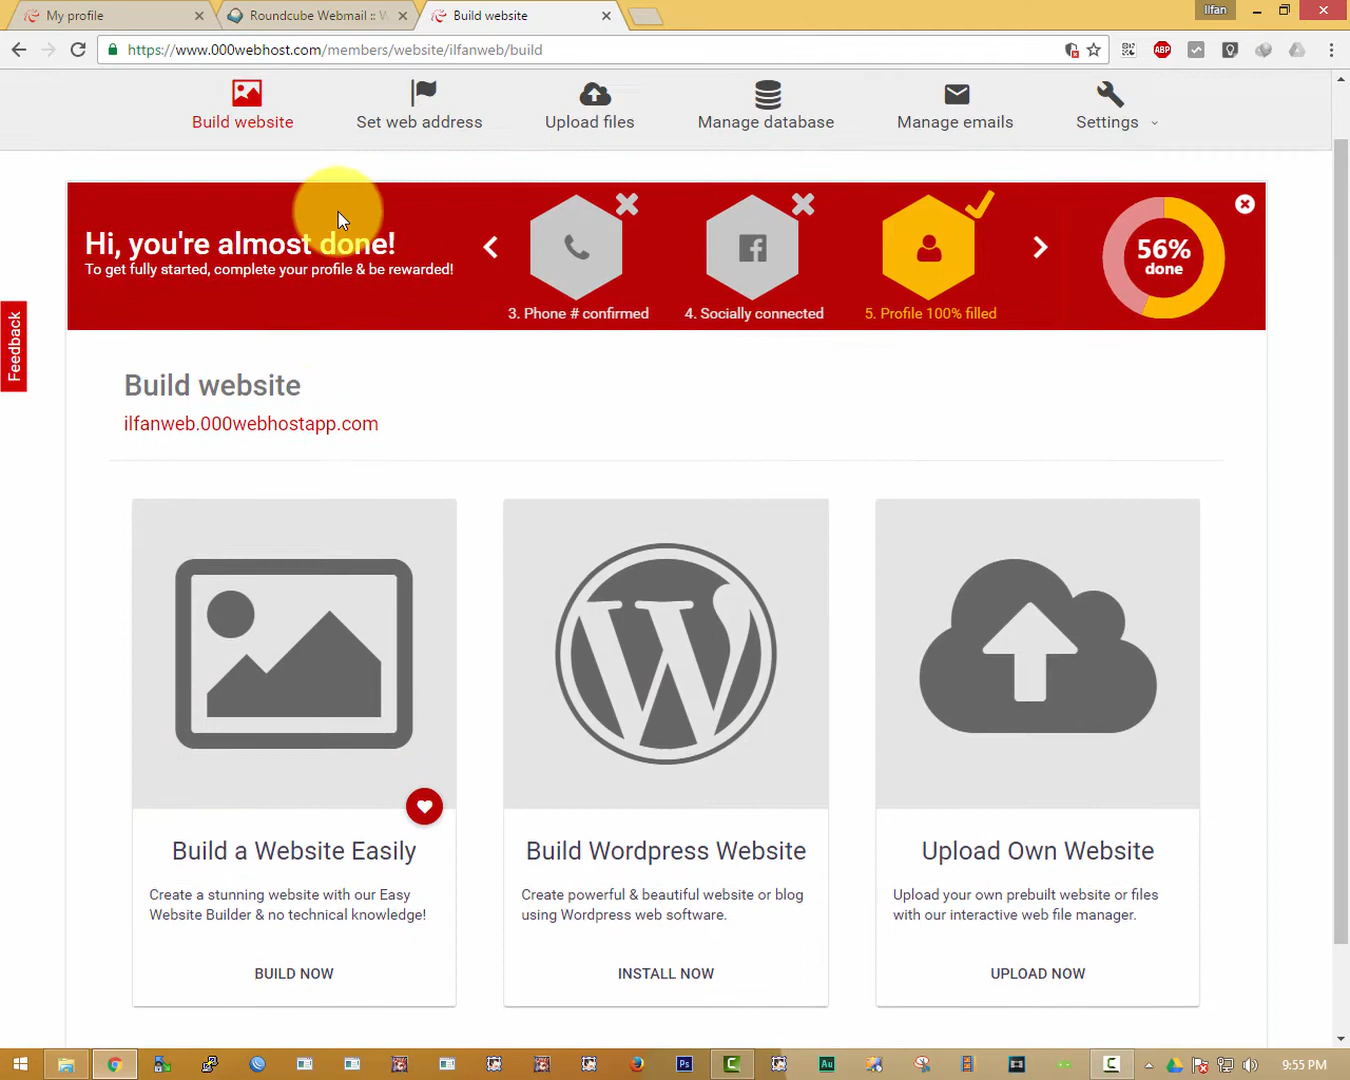 My profile
Roundcube Webmail :: W
Build website
Ilfan
https://www.000webhost.com/members/website/ilfanweb/build
ABP
Build website
Set web address
Upload files
Manage database
Manage emails
Settings
Hi, you're almost done!
To get fully started, complete your profile & be rewarded!
3. Phone # confirmed
4. Socially connected
5. Profile 100% filled
56%
done
Feedback
Build website
ilfanweb.000webhostapp.com
Build a Website Easily
Create a stunning website with our Easy
Website Builder & no technical knowledge!
BUILD NOW
Build Wordpress Website
Create powerful & beautiful website or blog
using Wordpress web software.
INSTALL NOW
Upload Own Website
Upload your own prebuilt website or files
with our interactive web file manager.
UPLOAD NOW
Ps
C
Au
C
9:55 PM